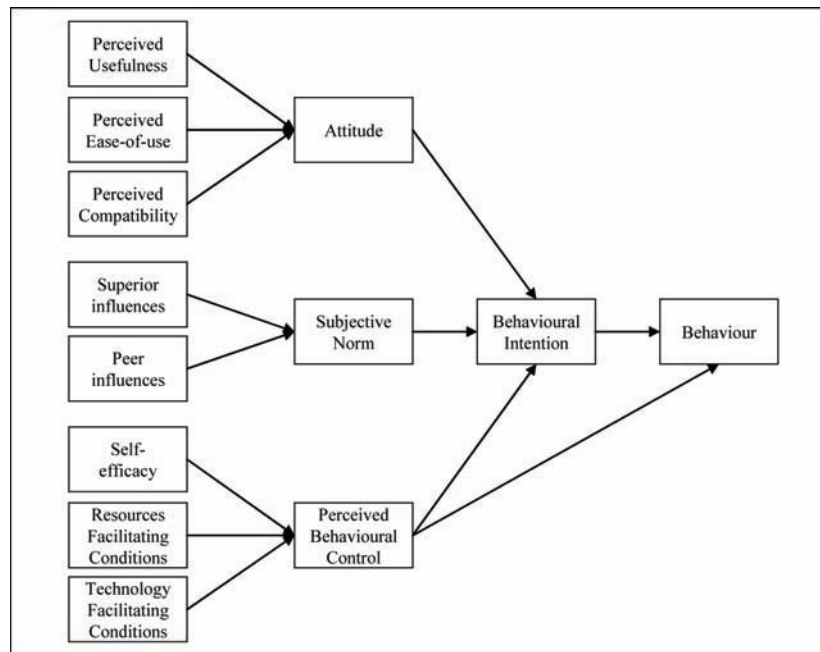 Perceived
Usefulness
Perceived
Ease-of-use
Perceived
Compatibility
Attitude
Superior
influences
Peer
influences
Subjective
Norm
Behavioural
Intention
Behaviour
Self-
efficacy
Resources
Facilitating
Conditions
Technology
Facilitating
Conditions
Perceived
Behavioural
Control